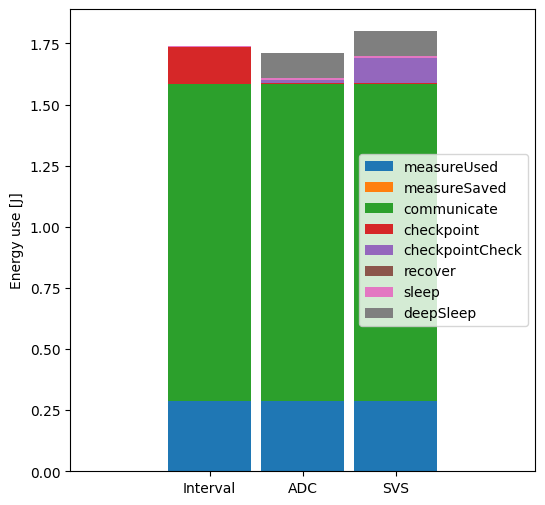 Energy use [J]
1.75
1.50
1.25
1.00
0.75
0.50
0.25
0.00
measureUsed
measureSaved
communicate
checkpoint
checkpointCheck
recover
sleep
deepSleep
Interval
ADC
SVS